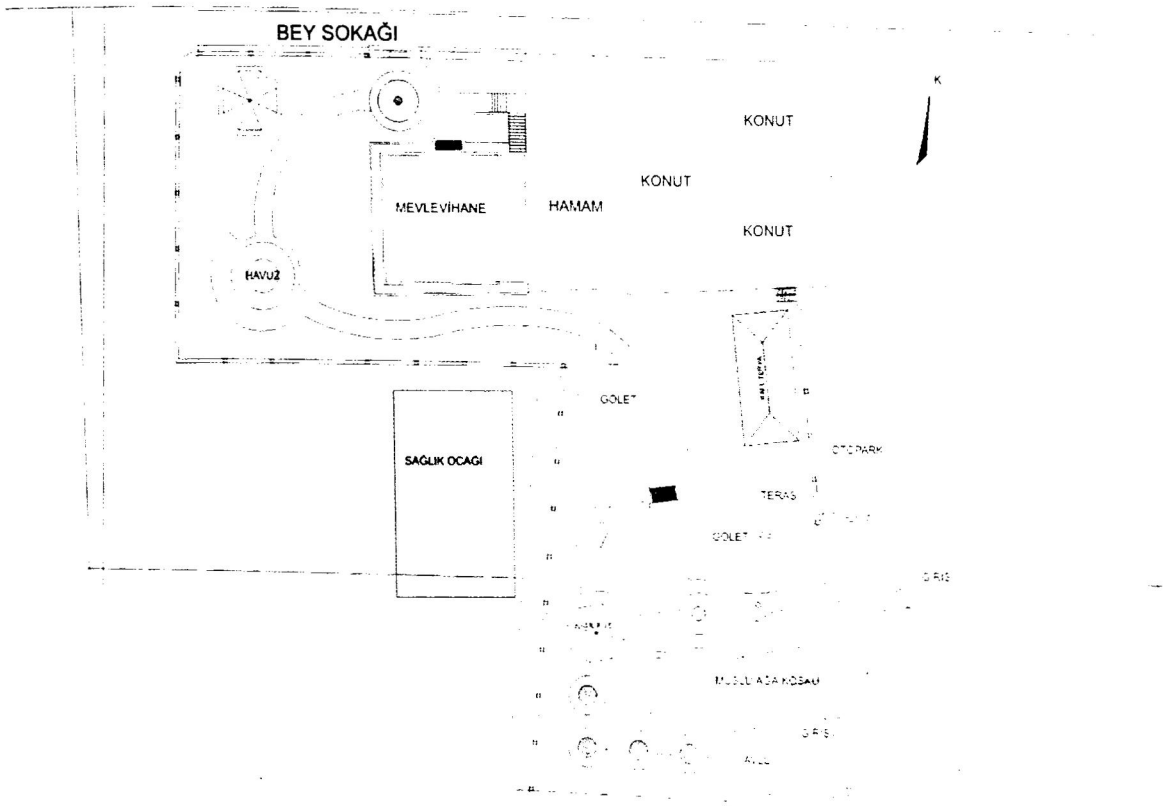 BEY SOKAĞI
K
KONUT
KONUT
MEVLEVİHANE
HAMAM
KONUT
HAVUZ
GÖLET
SAĞLIK OCAĞI
OTOPARK
TERAS
GÖLET
GİRİŞ
GİRİŞ
AVLU